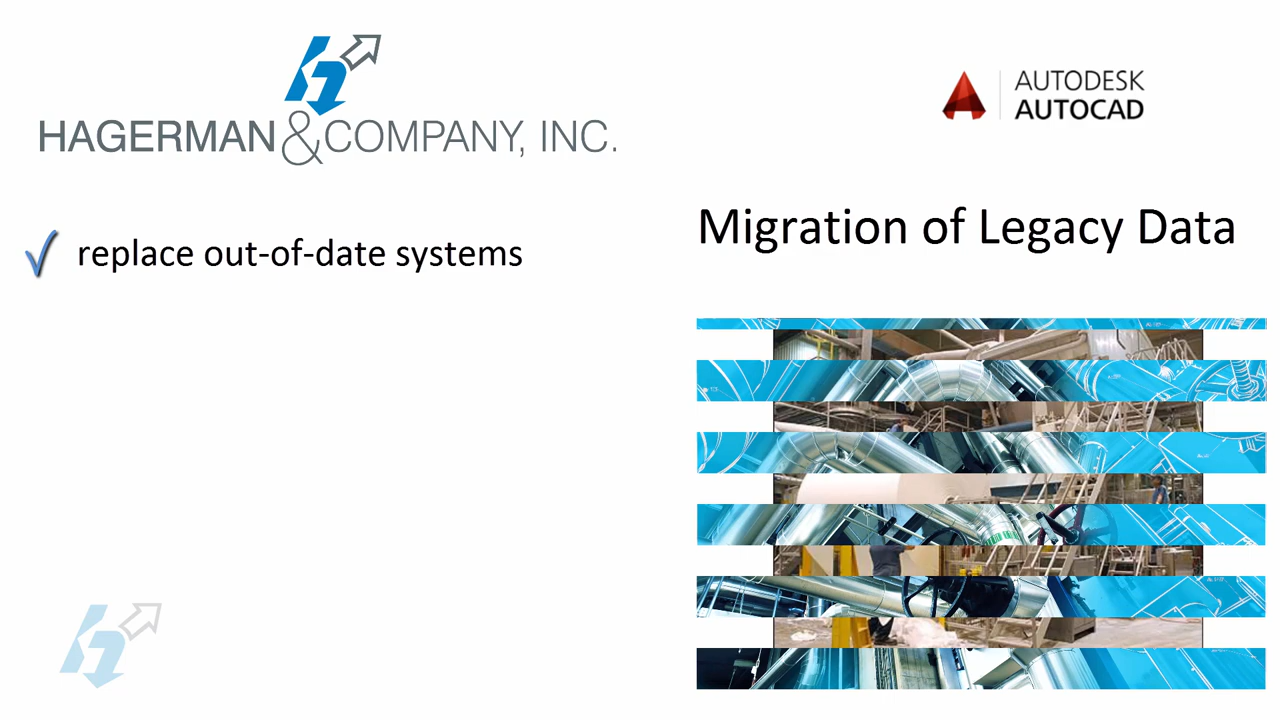 HAGERMAN & COMPANY, INC.
AUTODESK
AUTOCAD
replace out-of-date systems
Migration of Legacy Data